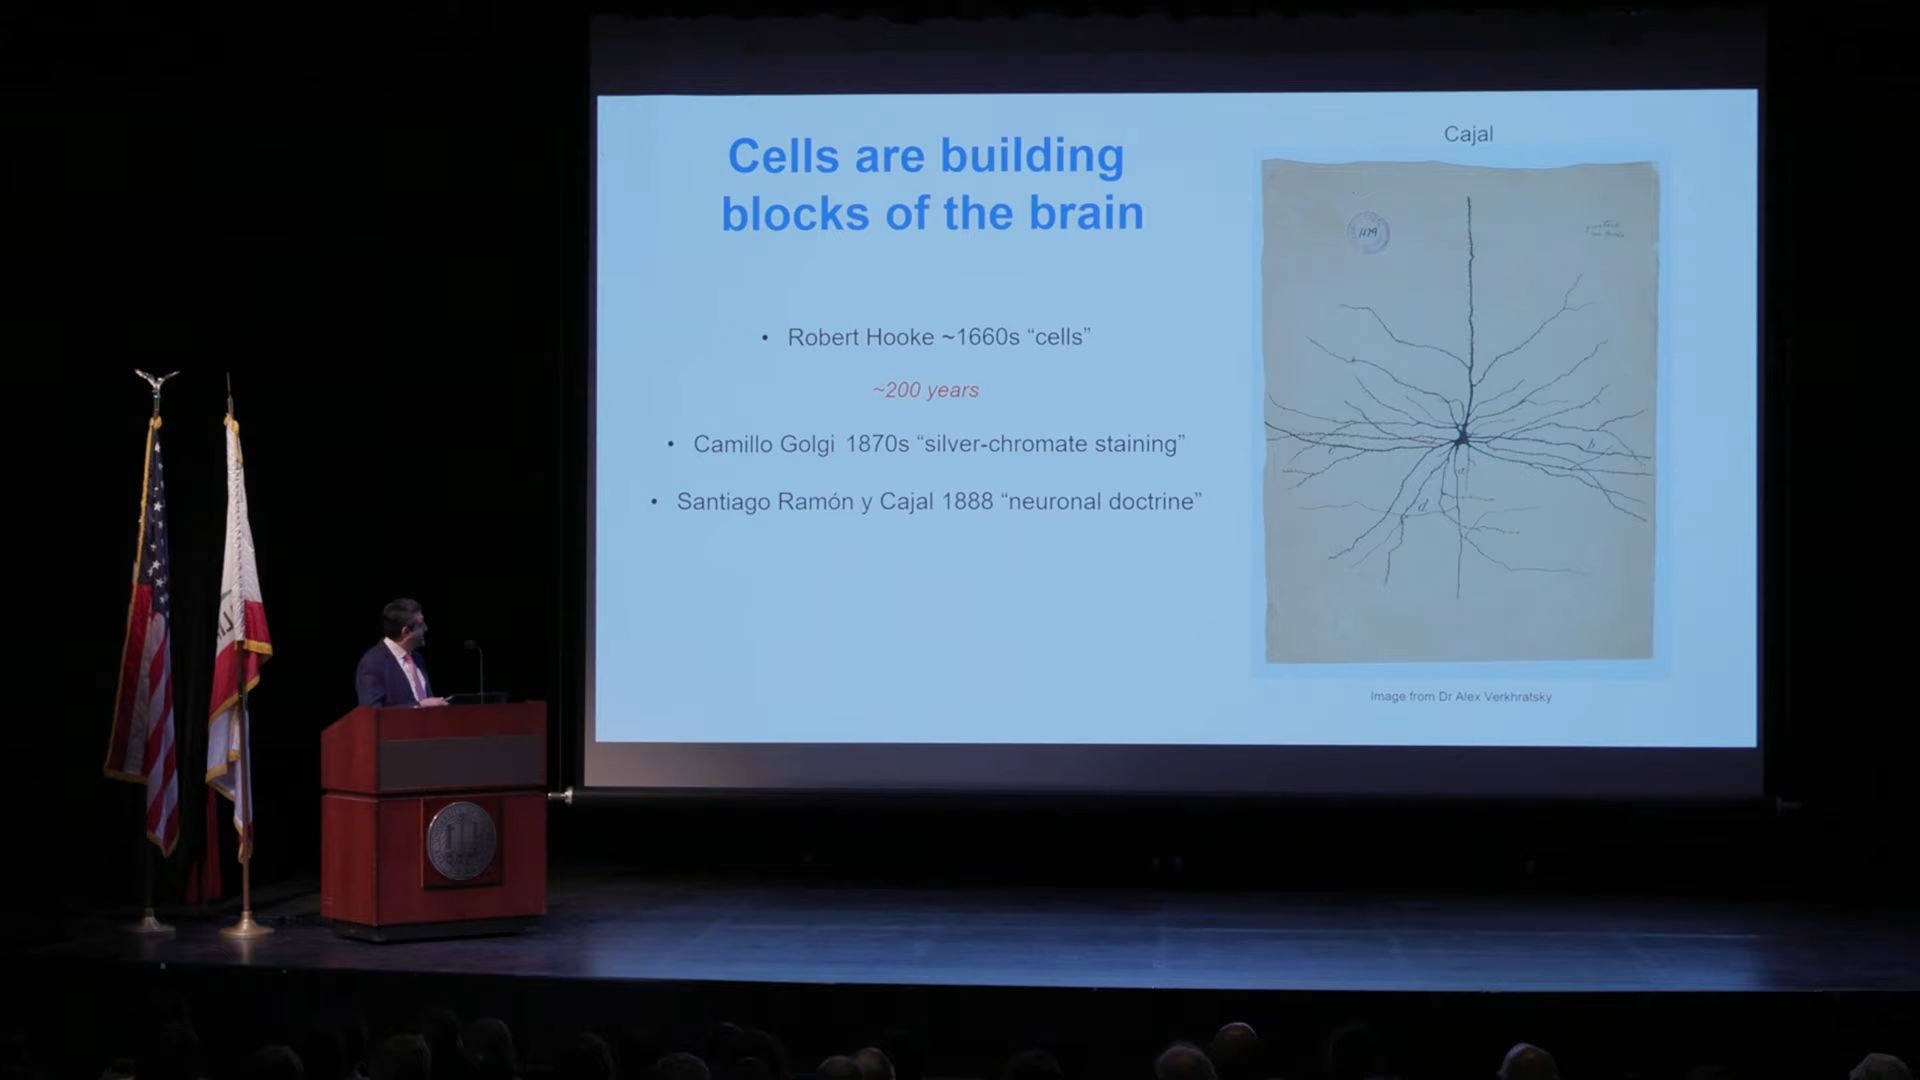 Cells are building
blocks of the brain
• Robert Hooke ~1660s “cells”
~200 years
• Camillo Golgi 1870s “silver-chromate staining”
• Santiago Ramón y Cajal 1888 “neuronal doctrine”
Cajal
1179
b
c
a
d
Image from Dr Alex Verkhratsky